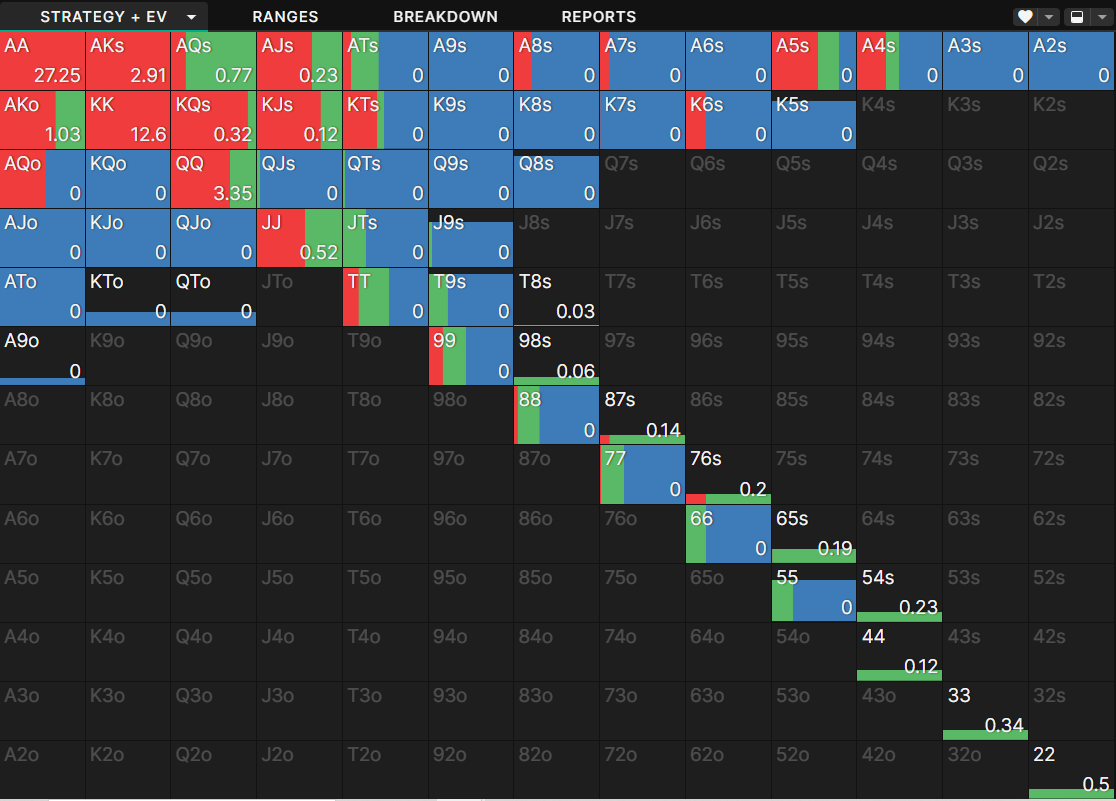 STRATEGY + EV RANGES BREAKDOWN REPORTS
AA AKs AQs AJs ATs A9s A8s A7s A6s A5s A4s A3s A2s
27.25 2.91 0.77 0.23 0 0 0 0 0 0 0 0 0
AKo KK KQs KJs KTs K9s K8s K7s K6s K5s K4s K3s K2s
1.03 12.6 0.32 0.12 0 0 0 0 0 0
AQo KQo QQ QJs QTs Q9s Q8s Q7s Q6s Q5s Q4s Q3s Q2s
0 0 3.35 0 0 0 0
AJo KJo QJo JJ JTs J9s J8s J7s J6s J5s J4s J3s J2s
0 0 0 0.52 0 0
ATo KTo QTo JTo TT T9s T8s T7s T6s T5s T4s T3s T2s
0 0 0 0 0 0.03
A9o K9o Q9o J9o T9o 99 98s 97s 96s 95s 94s 93s 92s
0 0 0.06
A8o K8o Q8o J8o T8o 98o 88 87s 86s 85s 84s 83s 82s
0 0.14
A7o K7o Q7o J7o T7o 97o 87o 77 76s 75s 74s 73s 72s
0 0.2
A6o K6o Q6o J6o T6o 96o 86o 76o 66 65s 64s 63s 62s
0 0.19
A5o K5o Q5o J5o T5o 95o 85o 75o 65o 55 54s 53s 52s
0 0.23
A4o K4o Q4o J4o T4o 94o 84o 74o 64o 54o 44 43s 42s
0.12
A3o K3o Q3o J3o T3o 93o 83o 73o 63o 53o 43o 33 32s
0.34
A2o K2o Q2o J2o T2o 92o 82o 72o 62o 52o 42o 32o 22
0.5